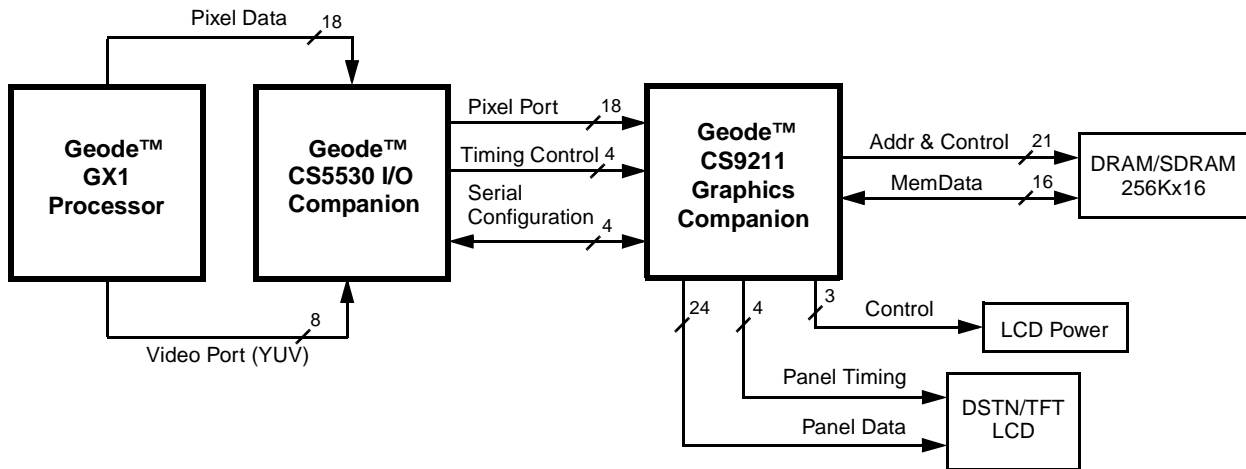 Pixel Data
18
Geode™
GX1
Processor
Geode™
CS5530 I/O
Companion
Pixel Port
18
Timing Control
4
Serial
Configuration
4
Geode™
CS9211
Graphics
Companion
Addr & Control
21
MemData
16
DRAM/SDRAM
256Kx16
8
Video Port (YUV)
24
4
3
Control
LCD Power
Panel Timing
Panel Data
DSTN/TFT
LCD